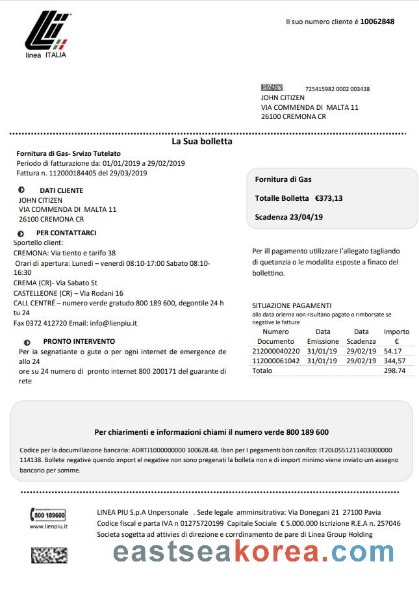 Il suo numero cliente é 10062848
linea ITALIA
725415982 0002 003438
JOHN CITIZEN
VIA COMMENDA DI MALTA 11
26100 CREMONA CR
La Sua bolletta
Fornitura di Gas- Srvizo Tutelato
Periodo di fatturazione da: 01/01/2019 a 29/02/2019
Fattura n. 112000184405 del 29/03/2019
DATI CLIENTE
JOHN CITIZEN
VIA COMMENDA DI MALTA 11
26100 CREMONA CR
PER CONTATTARCI
Sportello client:
CREMONA: Via tiento e tarifo 38
Orari di apertura: Lunedi – venerdi 08:10-17:00 Sabato 08:10-
16:30
CREMA (CR)- Via Sabato St
CASTELLEONE (CR) – Via Rodani 16
CALL CENTRÉ – numero verde gratudo 800 189 600, degontile 24 h
tu 24
Fax 0372 412720 Email: info@lienpiu.it
PRONTO INTERVENTO
Per la segnatiante o gute o per ongi internet de emergence de
allo 24
ore su 24 numero di pronto internet 800 200171 del guarante di
rete
Fornitura di Gas
Totalle Bolletta €373,13
Scadenza 23/04/19
Per ill pagamento utilizzare l'allegato tagliando
di quetanzia o le modalita esposte a finaco del
bollettino.
SITUAZIONE PAGAMENTI
alla data orierna non risultano pagato o rimborsate se
negative le fatture
Numero Data Data Importo
Documento Emissione Scadenza €
212000040220 31/01/19 29/02/19 54.17
112000061042 31/01/19 29/02/19 344,57
Totalo 298.74
Per chiarimenti e informazioni chiami il numero verde 800 189 600
Codice per la documillazione bancaria: ADRTJ1000000000 100628.48. Iban per I pagamenti bon conifco: IT20L0551211403000000
114138. Bollete negative quendo import el negative non sono pregenati la bolleta non e di import minimo viene inviato um assegno
bancario per somme.
800 189600
www.lienpiu.it
LINEA PIU S.p.A Unpersonale . Sede legale amminsitrativa: Via Donegani 21 27100 Pavia
Codice fiscal e parta IVA n 01275720199 Capitale Sociale € 5.000.000 Iscrizione R.E.A n. 257046
Societa sogetta ad attivies di direzione e corrdinamento de pare di Linea Group Holding
eastseakorea.com